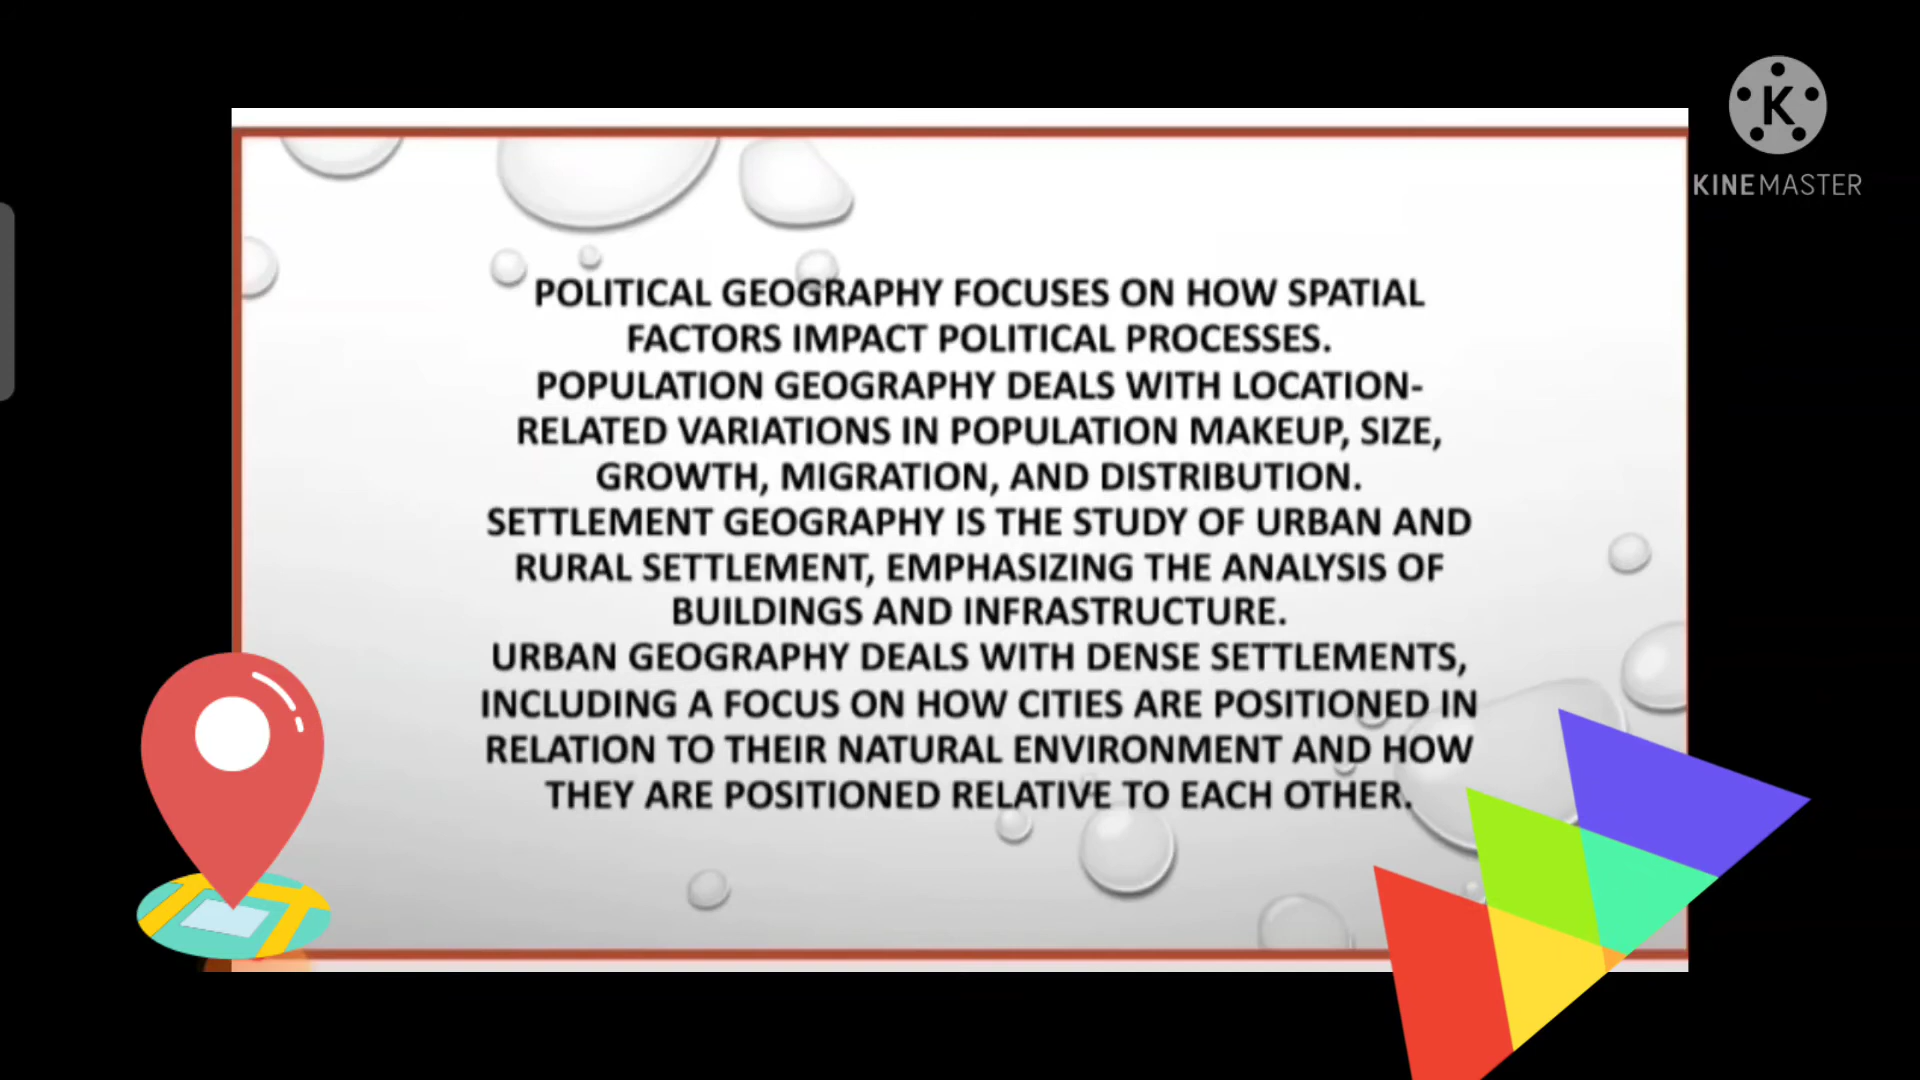 K
KINEMASTER
POLITICAL GEOGRAPHY FOCUSES ON HOW SPATIAL
FACTORS IMPACT POLITICAL PROCESSES.
POPULATION GEOGRAPHY DEALS WITH LOCATION-
RELATED VARIATIONS IN POPULATION MAKEUP, SIZE,
GROWTH, MIGRATION, AND DISTRIBUTION.
SETTLEMENT GEOGRAPHY IS THE STUDY OF URBAN AND
RURAL SETTLEMENT, EMPHASIZING THE ANALYSIS OF
BUILDINGS AND INFRASTRUCTURE.
URBAN GEOGRAPHY DEALS WITH DENSE SETTLEMENTS,
INCLUDING A FOCUS ON HOW CITIES ARE POSITIONED IN
RELATION TO THEIR NATURAL ENVIRONMENT AND HOW
THEY ARE POSITIONED RELATIVE TO EACH OTHER.